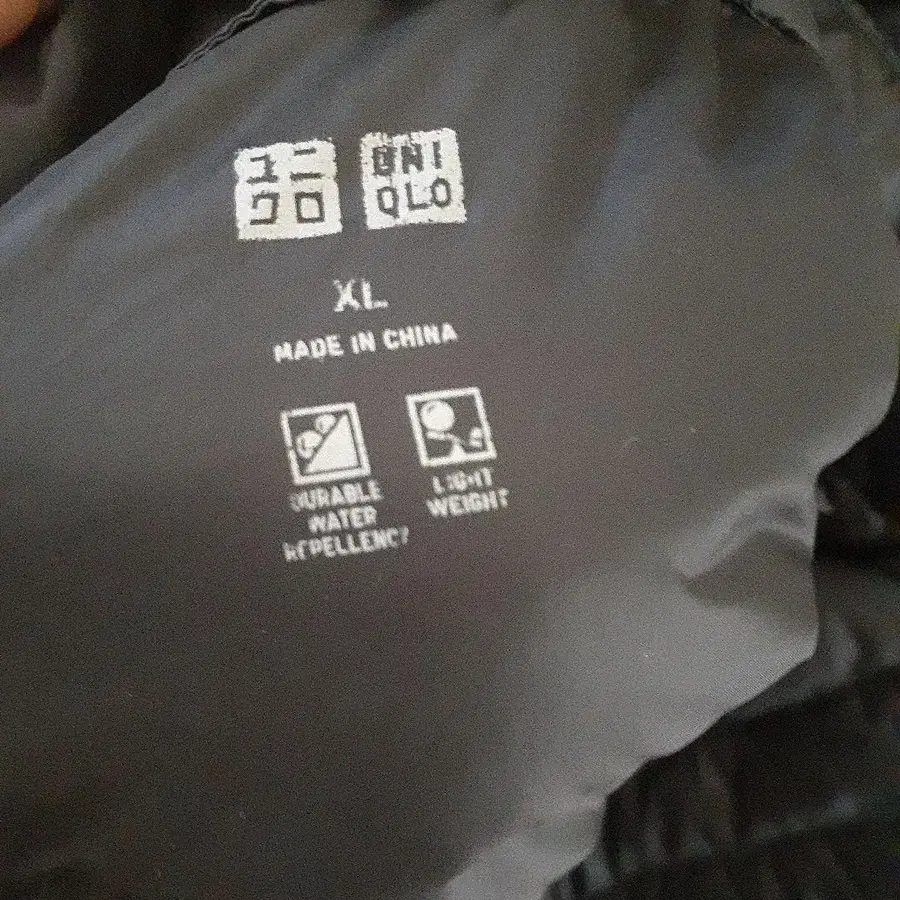 ユニ
クロ
UNI
QLO
XL
MADE IN CHINA
DURABLE
WATER
REPELLENCY
LIGHT
WEIGHT